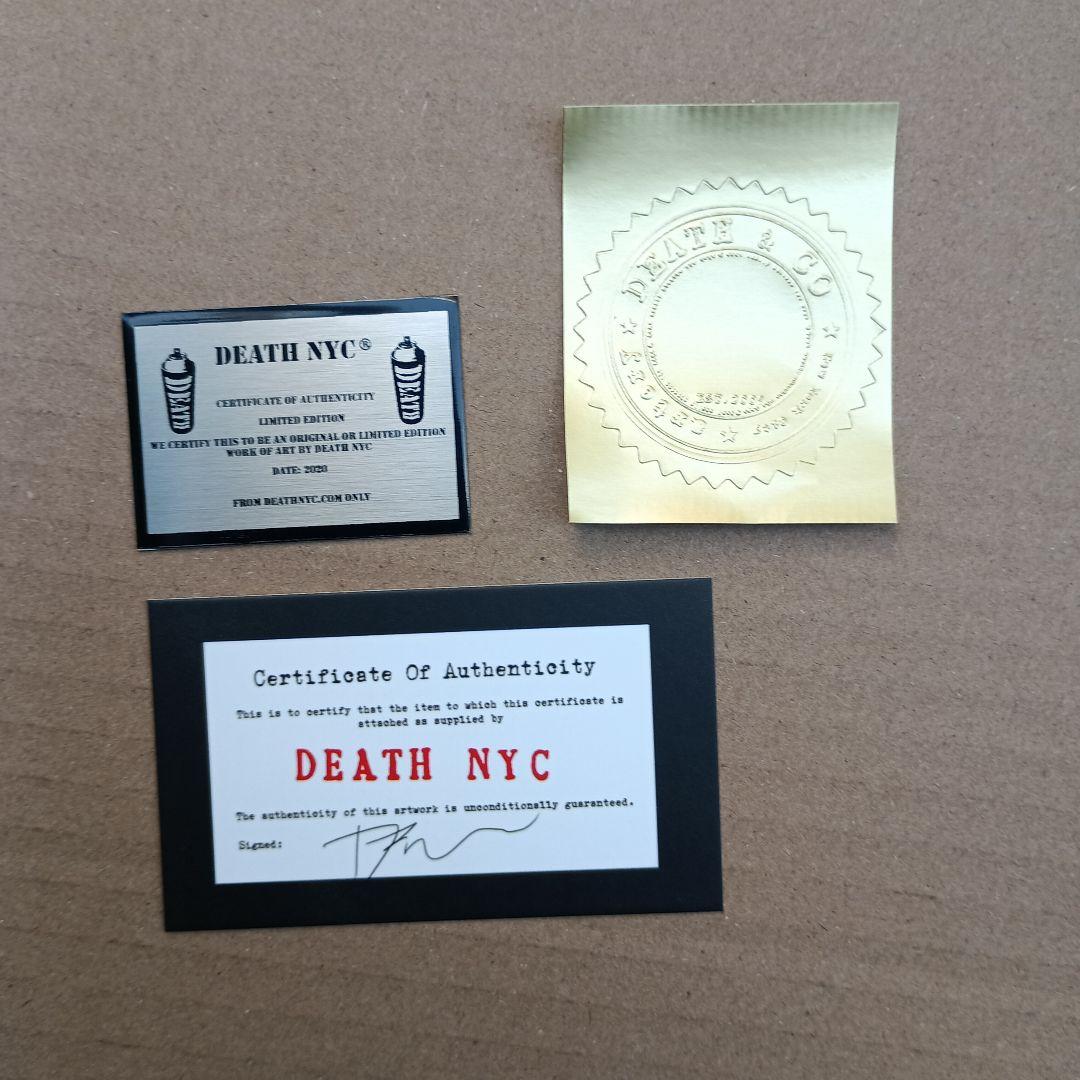 DEATH NYC®
DEATH
DEATH
CERTIFICATE OF AUTHENTICITY
LIMITED EDITION
WE CERTIFY THIS TO BE AN ORIGINAL OR LIMITED EDITION
WORK OF ART BY DEATH NYC
DATE: 2020
FROM DEATHNYC.COM ONLY
DEATH & CO
EST.
Certificate Of Authenticity
This is to certify that the item to which this certificate is
attached as supplied by
DEATH NYC
The authenticity of this artwork is unconditionally guaranteed.
Signed: